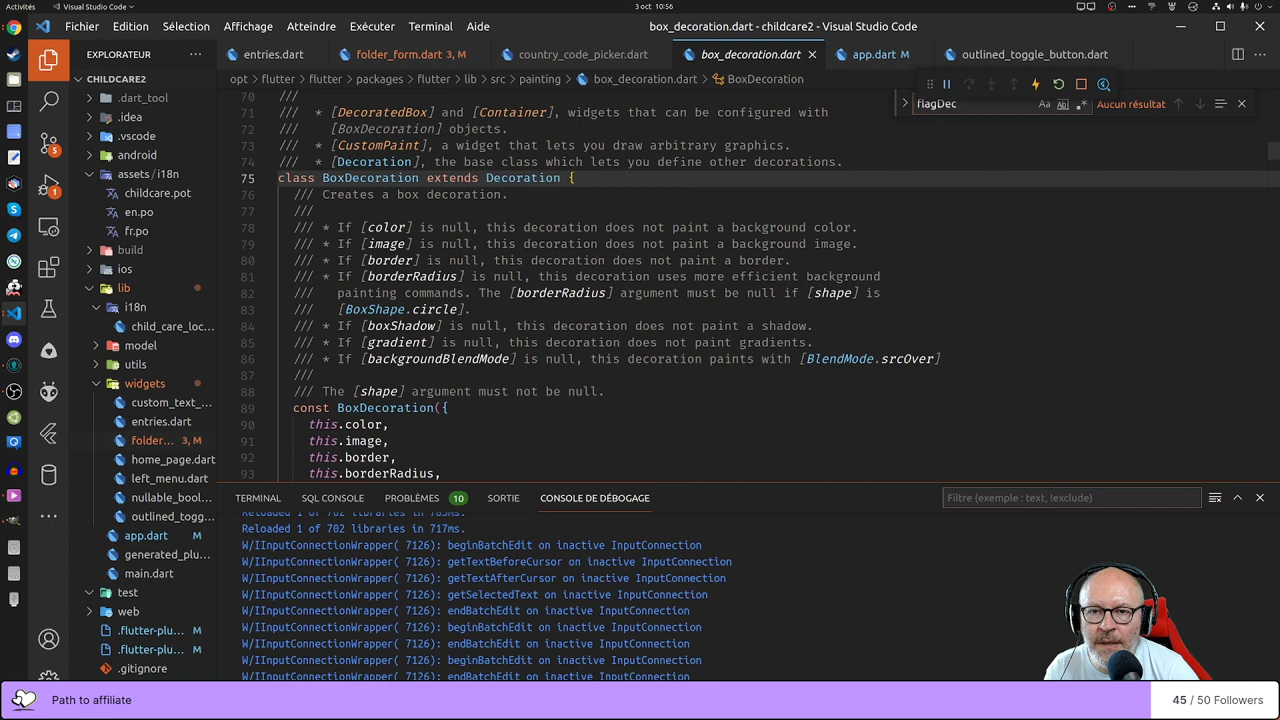 Activités
Visual Studio Code
3 oct 10:56
Fichier Edition Sélection Affichage Atteindre Exécuter Terminal Aide
box_decoration.dart - childcare2 - Visual Studio Code
EXPLORATEUR
entries.dart
folder_form.dart 3, M
country_code_picker.dart
box_decoration.dart
app.dart M
outlined_toggle_button.dart
opt flutter flutter packages flutter lib src painting box_decoration.dart BoxDecoration
flagDec
Aa
Aucun résultat
CHILDCARE2
.dart_tool
.idea
.vscode
android
assets/i18n
childcare.pot
en.po
fr.po
build
ios
lib
i18n
child_care_loc...
model
utils
widgets
custom_text_...
entries.dart
folder... 3, M
home_page.dart
left_menu.dart
nullable_bool...
outlined_togg...
app.dart M
generated_plu...
main.dart
test
web
.flutter-plu... M
.flutter-plu... M
.gitignore
5
1
70 ///
71 /// * [DecoratedBox] and [Container], widgets that can be configured with
72 /// [BoxDecoration] objects.
73 /// * [CustomPaint], a widget that lets you draw arbitrary graphics.
74 /// * [Decoration], the base class which lets you define other decorations.
75 class BoxDecoration extends Decoration {
76 /// Creates a box decoration.
77 ///
78 /// * If [color] is null, this decoration does not paint a background color.
79 /// * If [image] is null, this decoration does not paint a background image.
80 /// * If [border] is null, this decoration does not paint a border.
81 /// * If [borderRadius] is null, this decoration uses more efficient background
82 /// painting commands. The [borderRadius] argument must be null if [shape] is
83 /// [BoxShape.circle].
84 /// * If [boxShadow] is null, this decoration does not paint a shadow.
85 /// * If [gradient] is null, this decoration does not paint gradients.
86 /// * If [backgroundBlendMode] is null, this decoration paints with [BlendMode.srcOver]
87 ///
88 /// The [shape] argument must not be null.
89 const BoxDecoration({
90 this.color,
91 this.image,
92 this.border,
93 this.borderRadius,
TERMINAL SQL CONSOLE PROBLÈMES 10 SORTIE CONSOLE DE DÉBOGAGE
Filtre (exemple : text, !exclude)
Reloaded 1 of 702 libraries in 785ms.
Reloaded 1 of 702 libraries in 717ms.
W/IInputConnectionWrapper( 7126): beginBatchEdit on inactive InputConnection
W/IInputConnectionWrapper( 7126): getTextBeforeCursor on inactive InputConnection
W/IInputConnectionWrapper( 7126): getTextAfterCursor on inactive InputConnection
W/IInputConnectionWrapper( 7126): getSelectedText on inactive InputConnection
W/IInputConnectionWrapper( 7126): endBatchEdit on inactive InputConnection
W/IInputConnectionWrapper( 7126): beginBatchEdit on inactive InputConnection
W/IInputConnectionWrapper( 7126): endBatchEdit on inactive InputConnection
W/IInputConnectionWrapper( 7126): beginBatchEdit on inactive InputConnection
W/IInputConnectionWrapper( 7126): endBatchEdit on inactive InputConnection
Path to affiliate
45 / 50 Followers